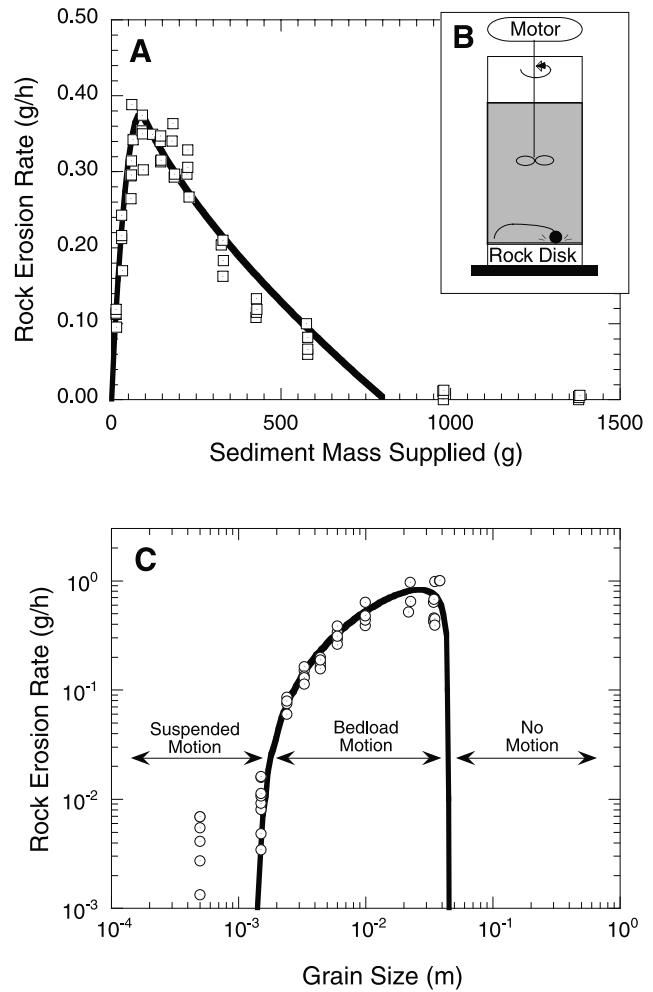 A
Rock Erosion Rate (g/h)
0.50
0.40
0.30
0.20
0.10
0.00
0 500 1000 1500
Sediment Mass Supplied (g)
B
Motor
Rock Disk
C
Rock Erosion Rate (g/h)
10^0
10^-1
10^-2
10^-3
Suspended
Motion
Bedload
Motion
No
Motion
10^-4 10^-3 10^-2 10^-1 10^0
Grain Size (m)